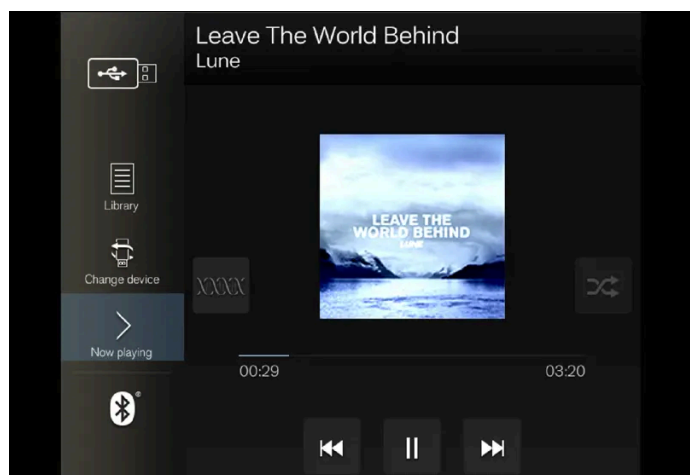 Leave The World Behind
Lune
LEAVE THE
WORLD BEHIND
LUNE
Library
Change device
XXXX
Now playing
00:29
03:20